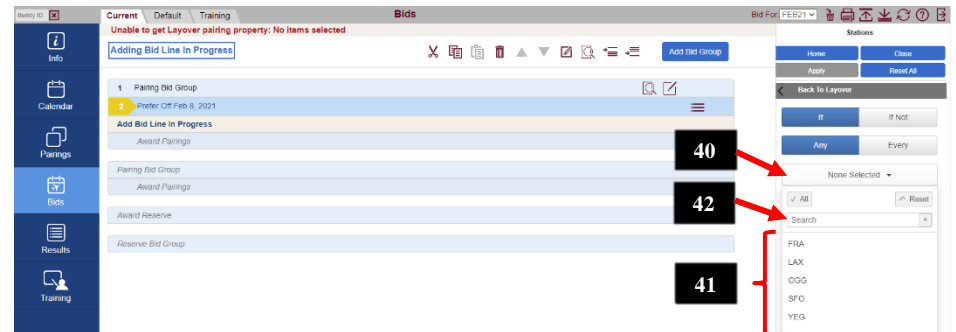 Buddy ID
Current Default Training Bids Bid For: FEB21
Unable to get Layover pairing property: No items selected
Stations
Info
Adding Bid Line In Progress
Add Bid Group
Home Close
Apply Reset All
Back To Layover
Calendar
1 Pairing Bid Group
2 Prefer Off Feb 8, 2021
Add Bid Line In Progress
If If Not
Award Pairings
Any Every
Pairings
40
Pairing Bid Group
None Selected
Award Pairings
Bids
42
All Reset
Award Reserve
Search
Reserve Bid Group
FRA
Results
LAX
41
OGG
SFO
Training
YEG